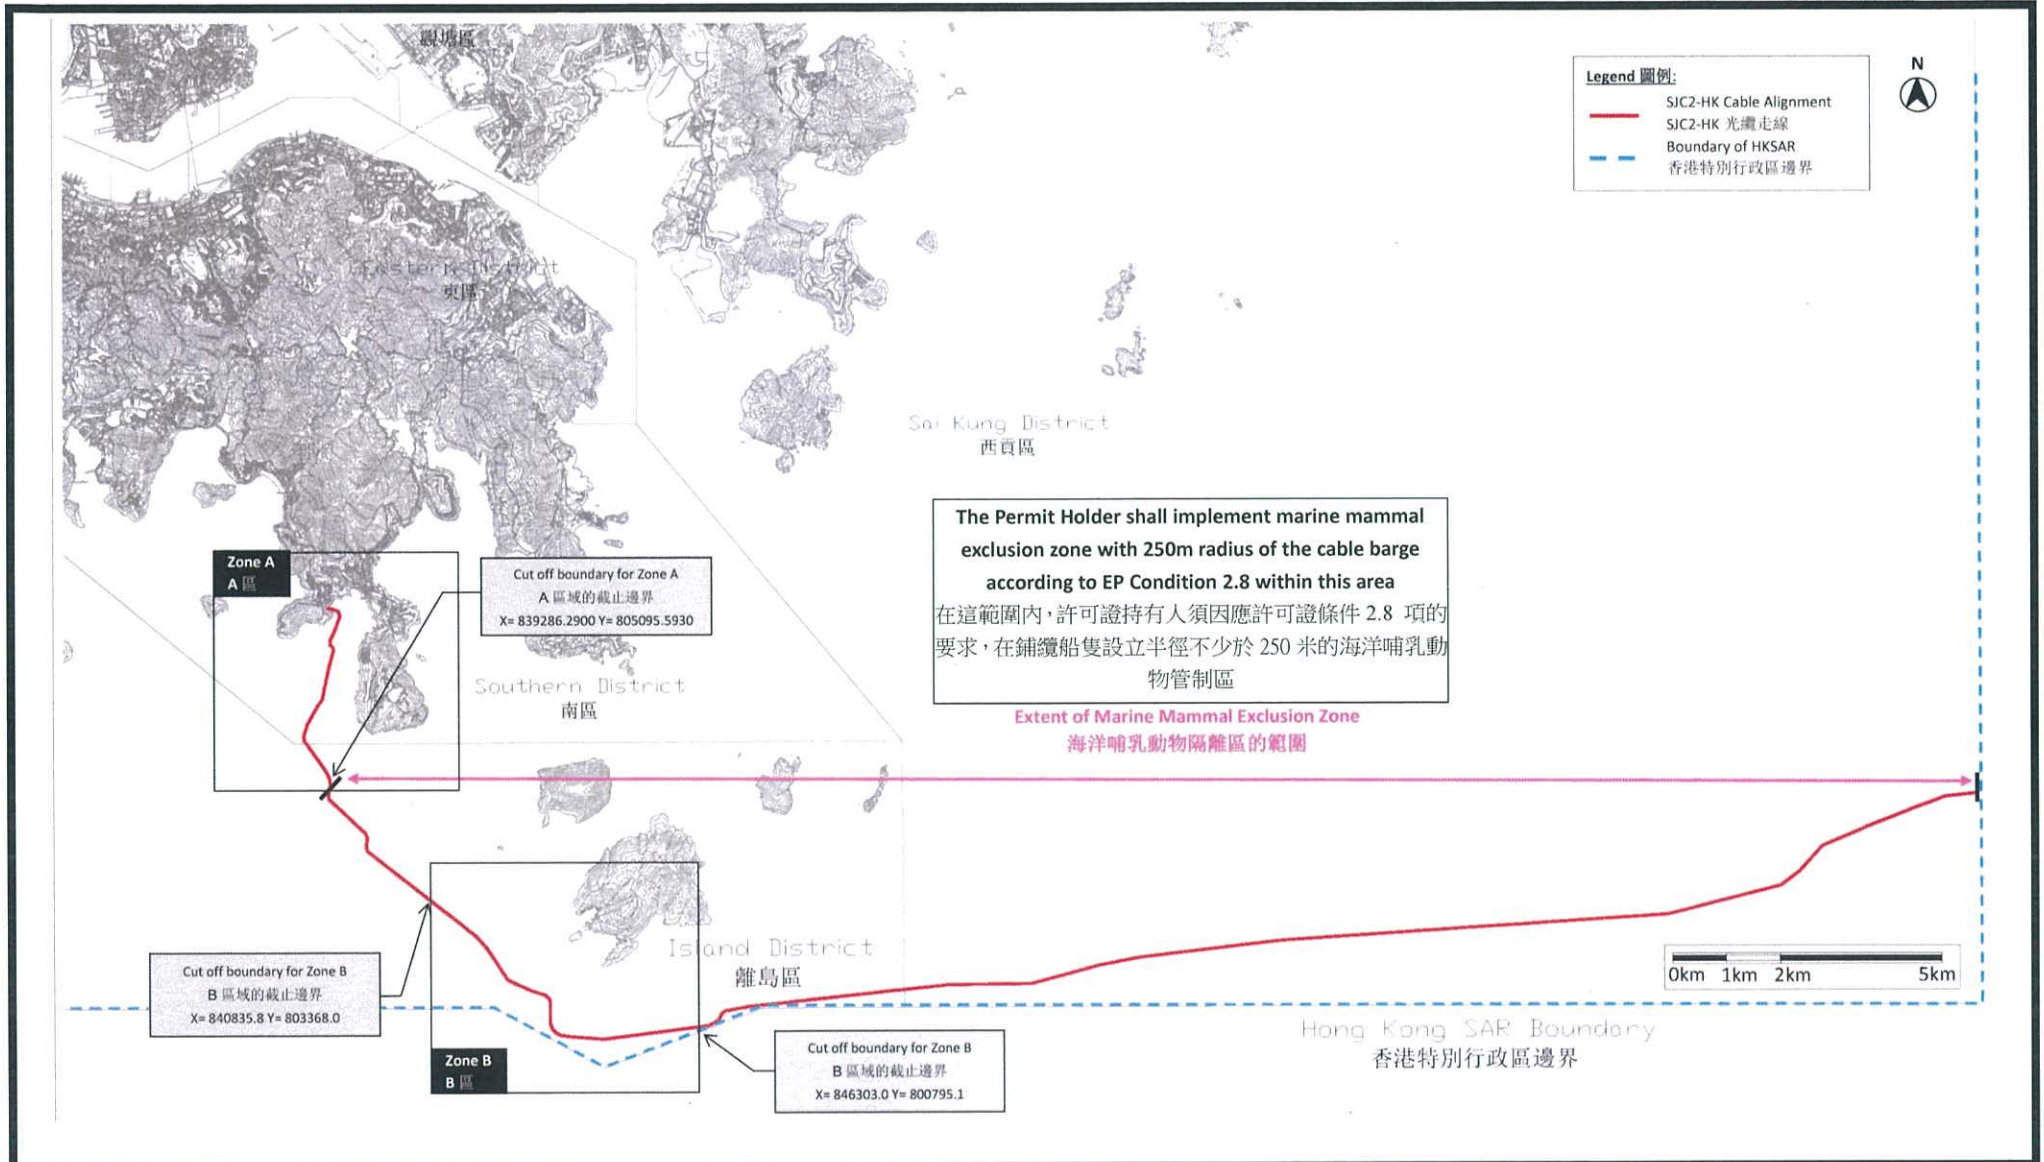 觀塘區
Legend 圖例:
SJC2-HK Cable Alignment
SJC2-HK 光纜走線
Boundary of HKSAR
香港特別行政區邊界
N
Eastern District
東區
Sai Kung District
西貢區
The Permit Holder shall implement marine mammal
exclusion zone with 250m radius of the cable barge
according to EP Condition 2.8 within this area
在這範圍內，許可證持有人須因應許可證條件 2.8 項的
要求，在鋪纜船隻設立半徑不少於 250 米的海洋哺乳動
物管制區
Zone A
A 區
Cut off boundary for Zone A
A 區域的截止邊界
X= 839286.2900 Y= 805095.5930
Southern District
南區
Extent of Marine Mammal Exclusion Zone
海洋哺乳動物隔離區的範圍
Island District
離島區
Cut off boundary for Zone B
B 區域的截止邊界
X= 840835.8 Y= 803368.0
0km 1km 2km 5km
Hong Kong SAR Boundary
香港特別行政區邊界
Zone B
B 區
Cut off boundary for Zone B
B 區域的截止邊界
X= 846303.0 Y= 800795.1